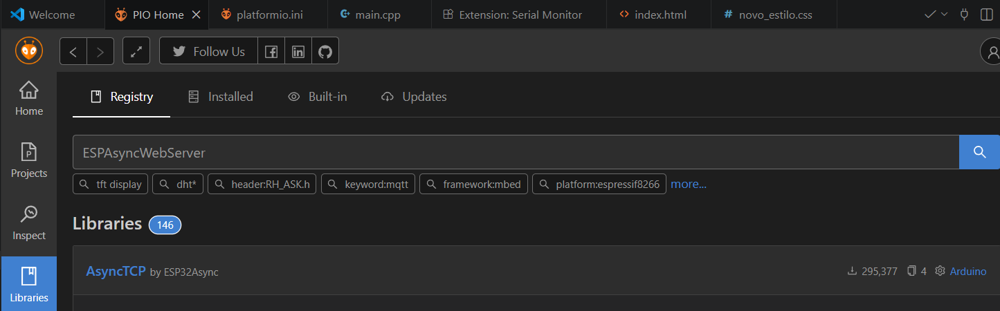 Welcome PIO Home platformio.ini main.cpp Extension: Serial Monitor index.html novo_estilo.css
Follow Us
Home
Projects
Inspect
Libraries
Registry Installed Built-in Updates
ESPAsyncWebServer
tft display dht* header:RH_ASK.h keyword:mqtt framework:mbed platform:espressif8266 more...
Libraries 146
AsyncTCP by ESP32Async 295,377 4 Arduino